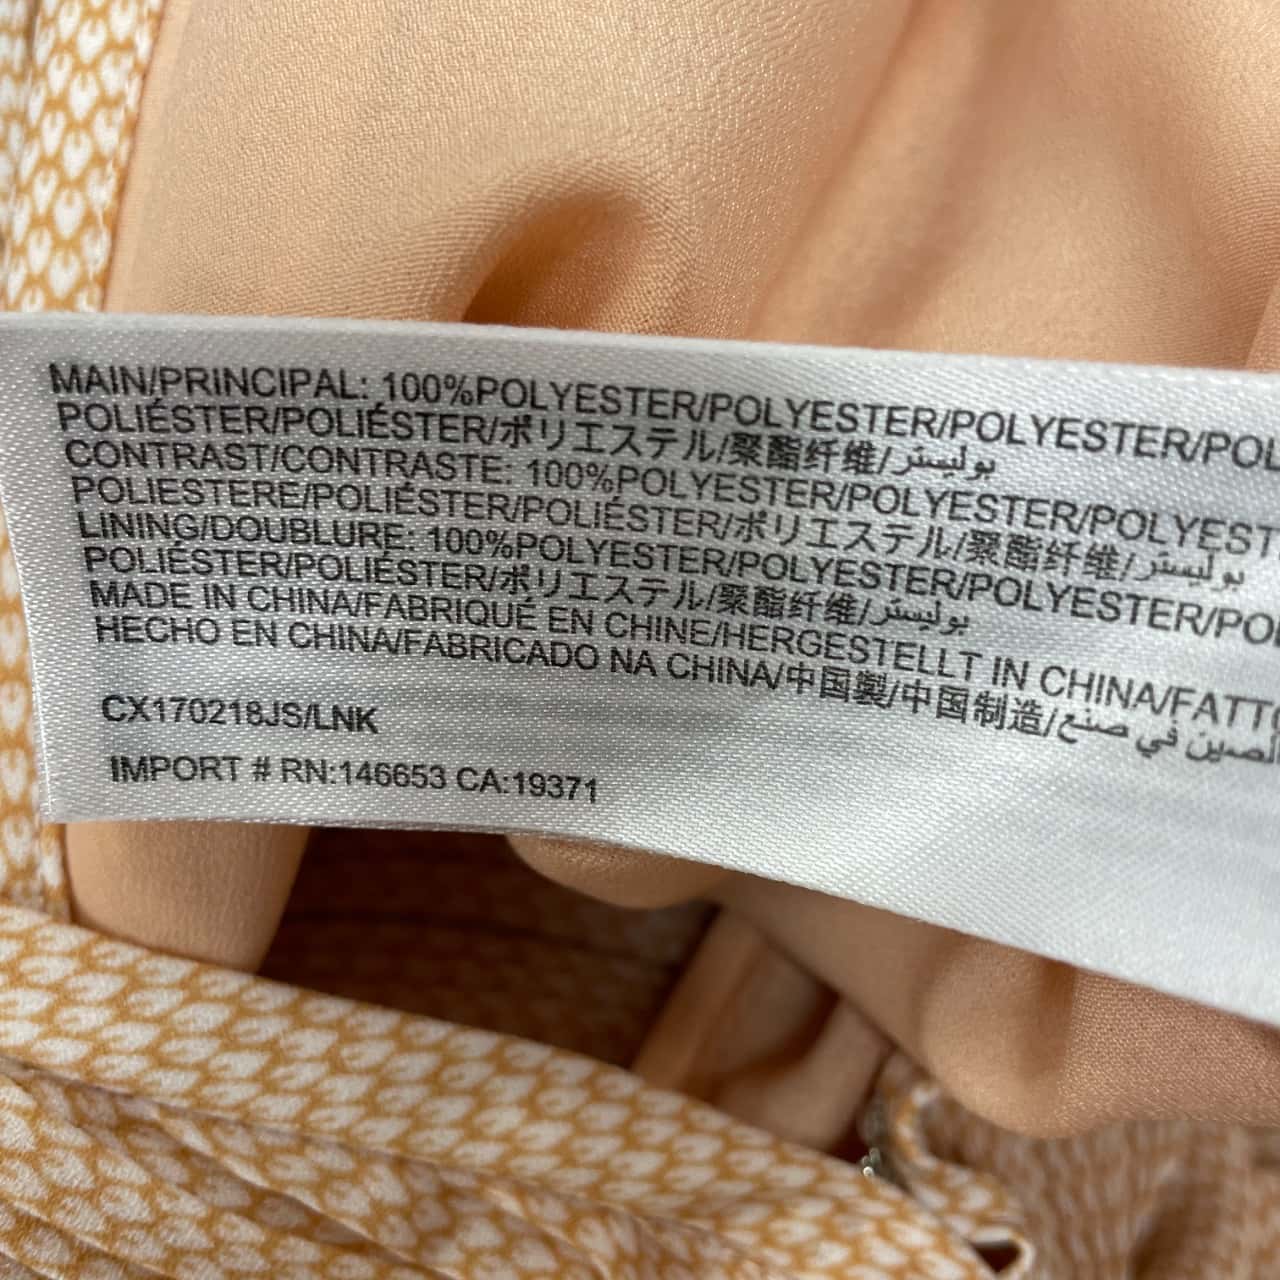 MAIN/PRINCIPAL: 100%POLYESTER/POLYESTER/POLYESTER/POL
POLIÉSTER/POLIÉSTER/ポリエステル/聚酯纤维/بوليستر
CONTRAST/CONTRASTE: 100%POLYESTER/POLYESTER/POLYEST
POLIESTERE/POLIÉSTER/POLIÉSTER/ポリエステル/聚酯纤维/بوليستر
LINING/DOUBLURE: 100%POLYESTER/POLYESTER/POLYESTER/PO
POLIÉSTER/POLIÉSTER/ポリエステル/聚酯纤维/بوليستر
MADE IN CHINA/FABRIQUÉ EN CHINE/HERGESTELLT IN CHINA/FATT
HECHO EN CHINA/FABRICADO NA CHINA/中国製/中国制造/صنع في الصين
CX170218JS/LNK
IMPORT # RN:146653 CA:19371